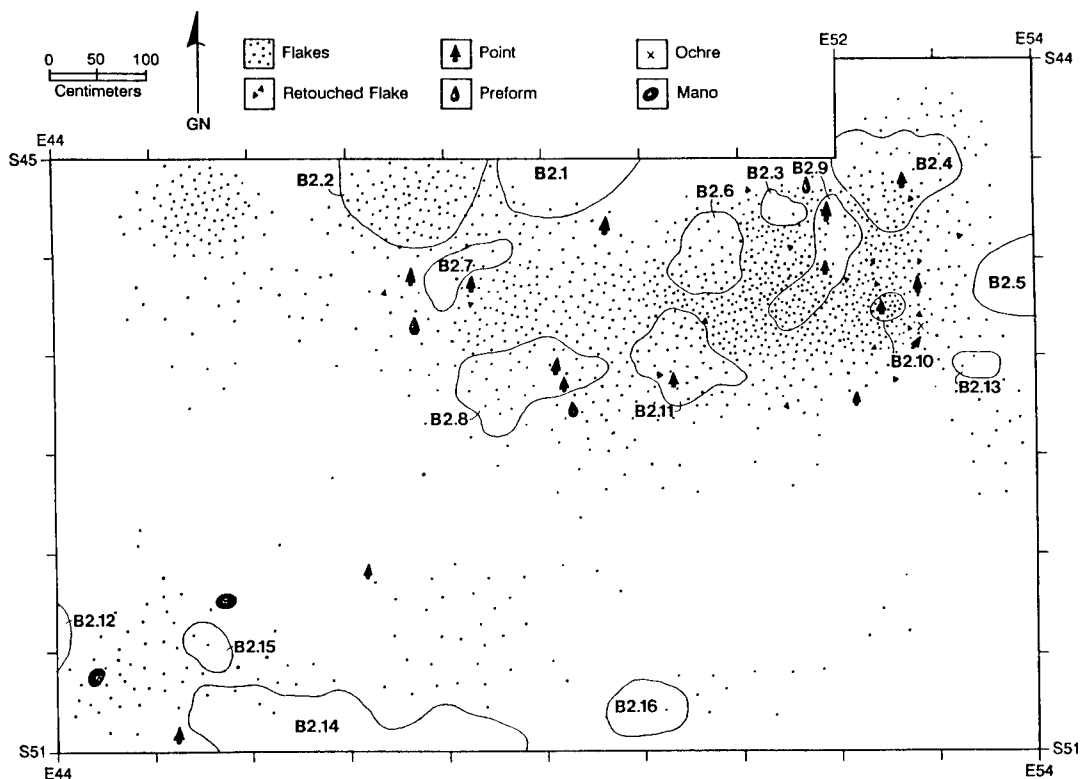 E52 E54
S44
0 50 100
Centimeters
GN
Flakes
Point
Ochre
Retouched Flake
Preform
Mano
E44
S45
B2.2
B2.1
B2.6
B2.3
B2.9
B2.4
B2.7
B2.5
B2.10
B2.13
B2.8
B2.11
B2.12
B2.15
B2.14
B2.16
S51
S51
E44
E54